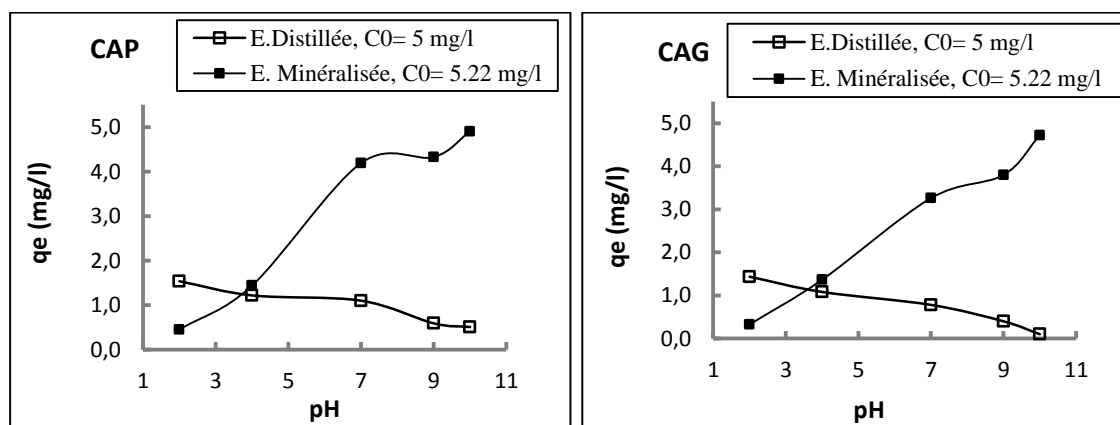 CAP
E.Distillée, C0= 5 mg/l
E. Minéralisée, C0= 5.22 mg/l
qe (mg/l)
5,0
4,0
3,0
2,0
1,0
0,0
1 3 5 7 9 11
pH
CAG
E.Distillée, C0= 5 mg/l
E. Minéralisée, C0= 5.22 mg/l
qe (mg/l)
5,0
4,0
3,0
2,0
1,0
0,0
1 3 5 7 9 11
pH